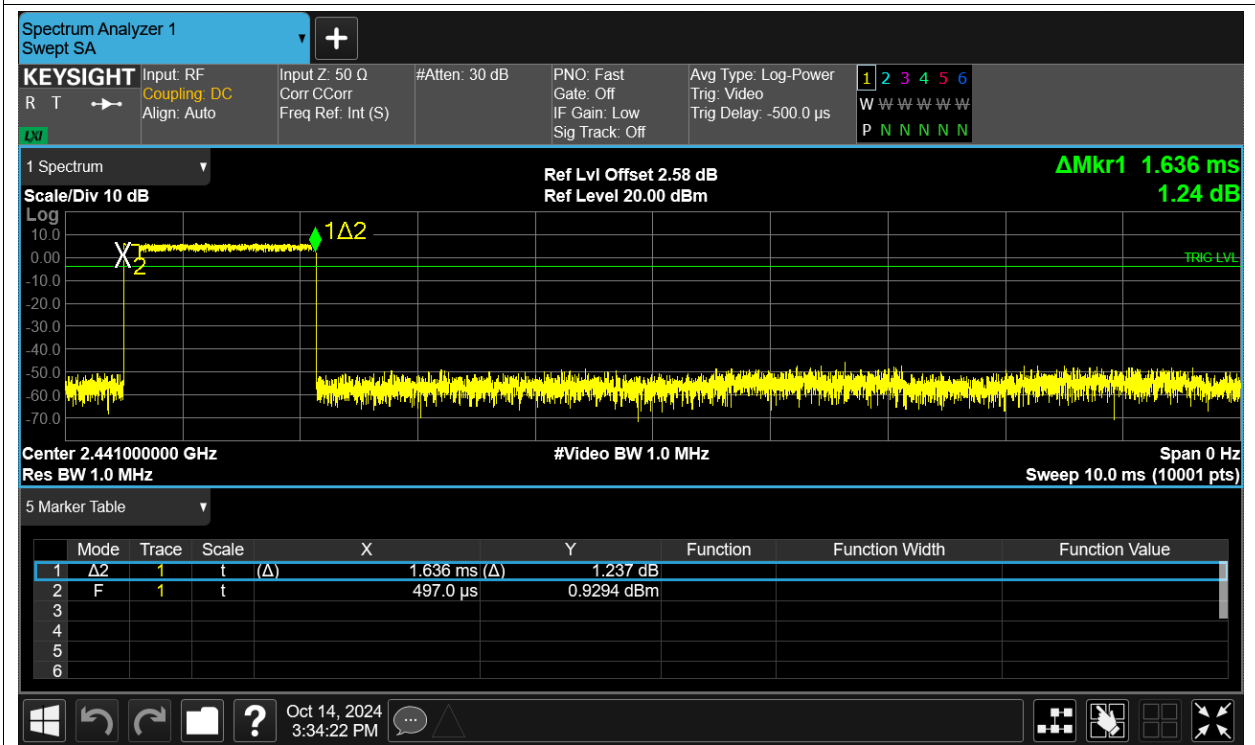 Spectrum Analyzer 1
Swept SA
KEYSIGHT Input: RF Input Z: 50 Ω #Atten: 30 dB PNO: Fast Avg Type: Log-Power 1 2 3 4 5 6
R T Coupling: DC Corr CCorr Gate: Off Trig: Video W W W W W W
Align: Auto Freq Ref: Int (S) IF Gain: Low Trig Delay: -500.0 µs P N N N N N
LXI Sig Track: Off
1 Spectrum Ref Lvl Offset 2.58 dB ΔMkr1 1.636 ms
Scale/Div 10 dB Ref Level 20.00 dBm 1.24 dB
Log
10.0 1Δ2
0.00 X 2 TRIG LVL
-10.0
-20.0
-30.0
-40.0
-50.0
-60.0
-70.0
Center 2.441000000 GHz #Video BW 1.0 MHz Span 0 Hz
Res BW 1.0 MHz Sweep 10.0 ms (10001 pts)
5 Marker Table
Mode Trace Scale X Y Function Function Width Function Value
1 Δ2 1 t (Δ) 1.636 ms (Δ) 1.237 dB
2 F 1 t 497.0 µs 0.9294 dBm
3
4
5
6
? Oct 14, 2024
3:34:22 PM